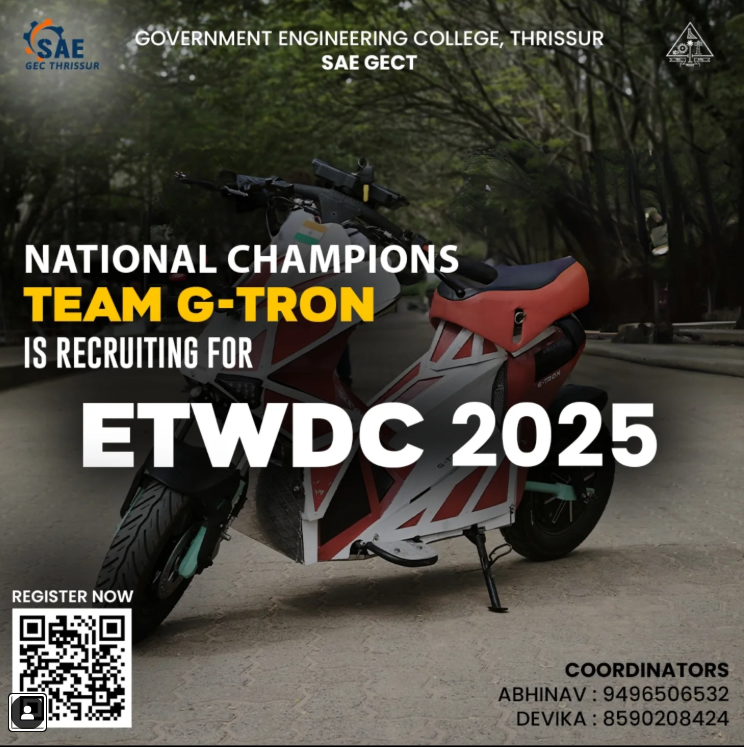 SAE
GEC THRISSUR
GOVERNMENT ENGINEERING COLLEGE, THRISSUR
SAE GECT
NATIONAL CHAMPIONS
TEAM G-TRON
IS RECRUITING FOR
ETWDC 2025
G-TRON
REGISTER NOW
COORDINATORS
ABHINAV : 9496506532
DEVIKA : 8590208424